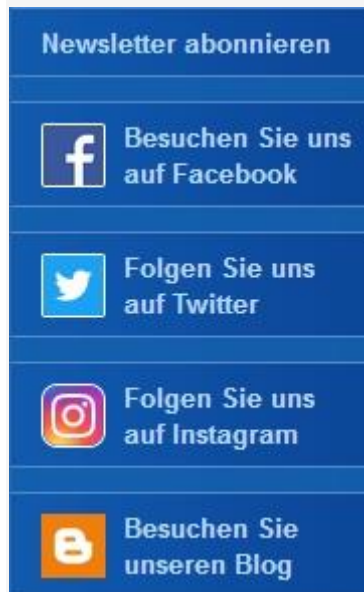 Newsletter abonnieren
Besuchen Sie uns
auf Facebook
Folgen Sie uns
auf Twitter
Folgen Sie uns
auf Instagram
Besuchen Sie
unseren Blog